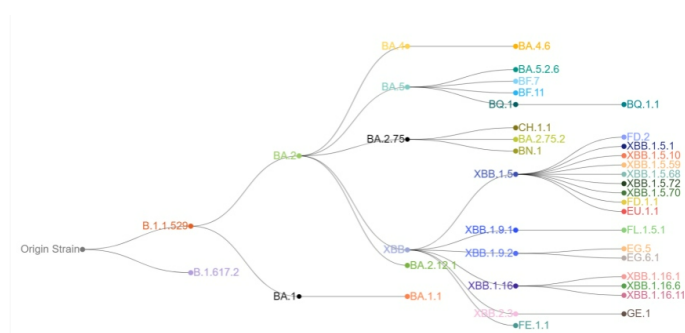 BA.4
BA.4.6
BA.5
BA.5.2.6
BF.7
BF.11
BQ.1
BQ.1.1
CH.1.1
BA.2.75
BA.2.75.2
BN.1
BA.2
FD.2
XBB.1.5.1
XBB.1.5.10
XBB.1.5.59
XBB.1.5
XBB.1.5.68
XBB.1.5.72
XBB.1.5.70
FD.1.1
EU.1.1
B.1.1.529
XBB.1.9.1
FL.1.5.1
Origin Strain
XBB
XBB.1.9.2
EG.5
EG.6.1
BA.2.12.1
B.1.617.2
XBB.1.16
XBB.1.16.1
XBB.1.16.6
XBB.1.16.11
BA.1
BA.1.1
XBB.2.3
GE.1
FE.1.1